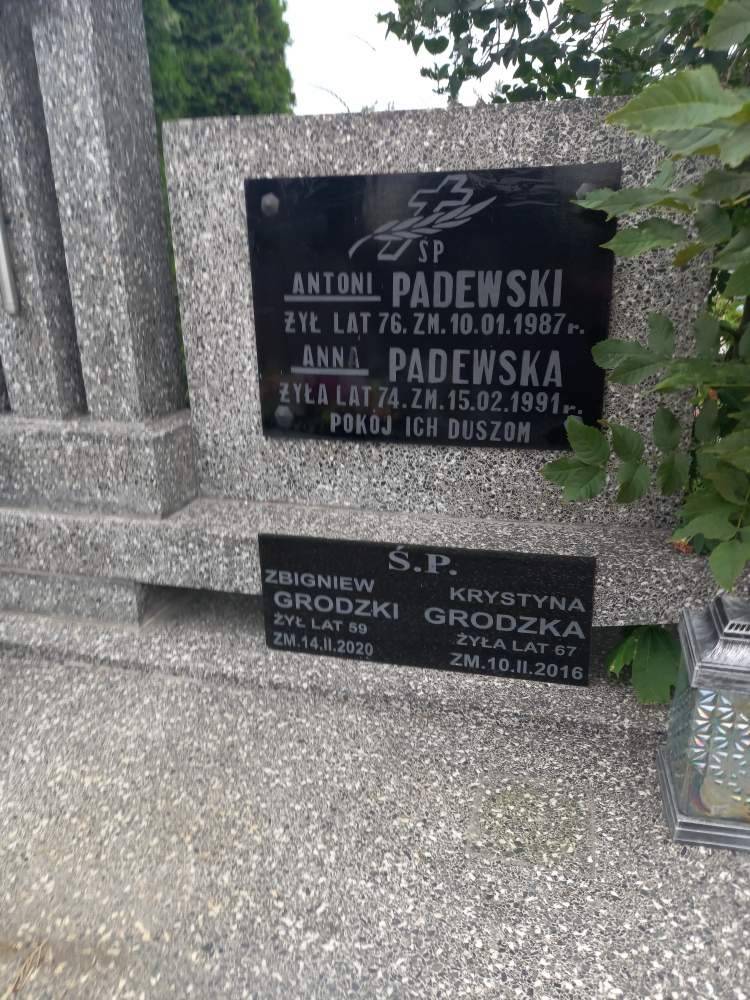 ŚP
ANTONI PADEWSKI
ŻYŁ LAT 76. ZM. 10.01.1987r.
ANNA PADEWSKA
ŻYŁA LAT 74. ZM. 15.02.1991r.
POKÓJ ICH DUSZOM
Ś.P.
ZBIGNIEW
GRODZKI
ŻYŁ LAT 59
ZM.14.II.2020
KRYSTYNA
GRODZKA
ŻYŁA LAT 67
ZM.10.II.2016